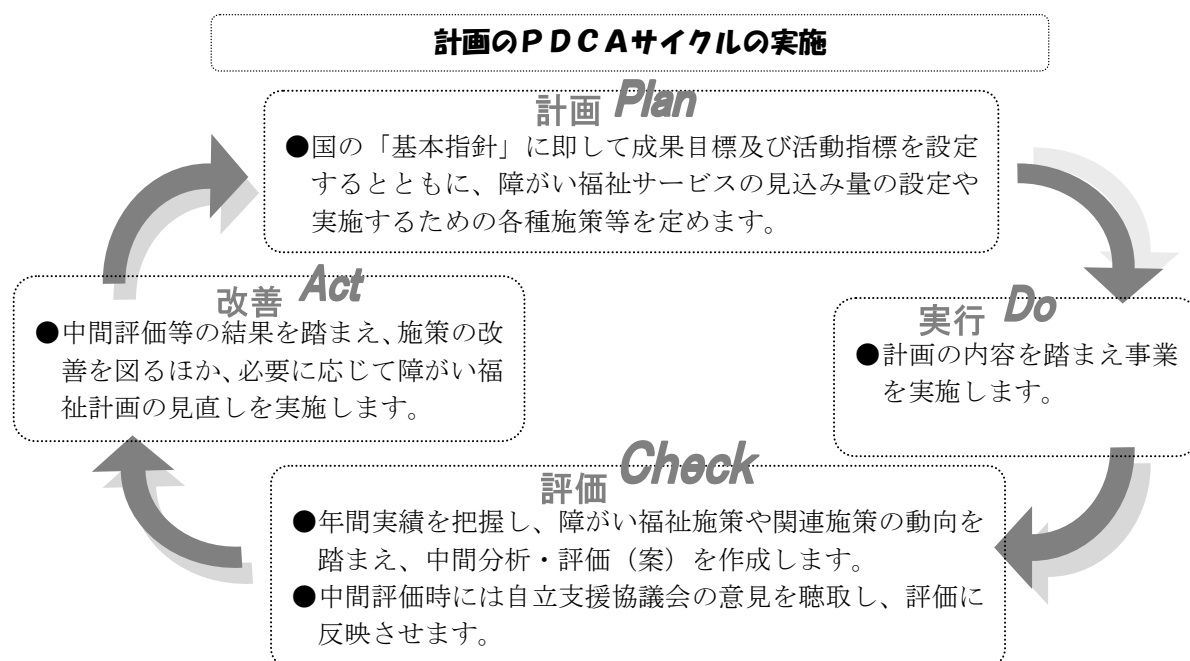 計画のPDCAサイクルの実施
計画 Plan
●国の「基本指針」に即して成果目標及び活動指標を設定
するとともに、障がい福祉サービスの見込み量の設定や
実施するための各種施策等を定めます。
改善 Act
●中間評価等の結果を踏まえ、施策の改
善を図るほか、必要に応じて障がい福
祉計画の見直しを実施します。
実行 Do
●計画の内容を踏まえ事業
を実施します。
評価 Check
●年間実績を把握し、障がい福祉施策や関連施策の動向を
踏まえ、中間分析・評価（案）を作成します。
●中間評価時には自立支援協議会の意見を聴取し、評価に
反映させます。